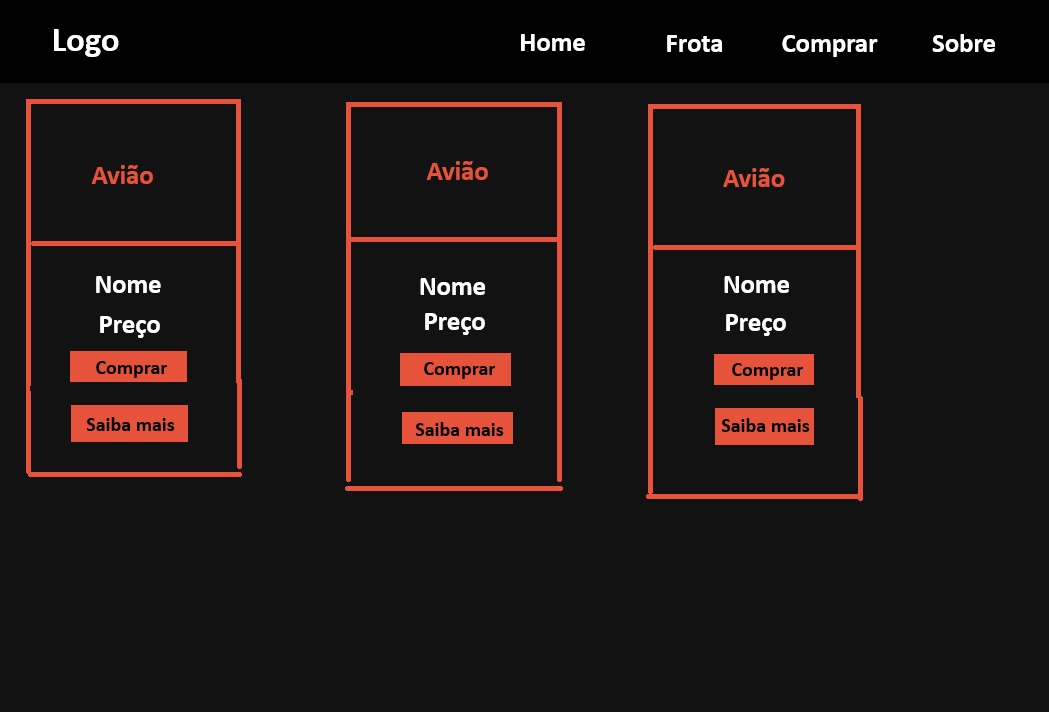 Logo
Home
Frota
Comprar
Sobre
Avião
Nome
Preço
Comprar
Saiba mais
Avião
Nome
Preço
Comprar
Saiba mais
Avião
Nome
Preço
Comprar
Saiba mais